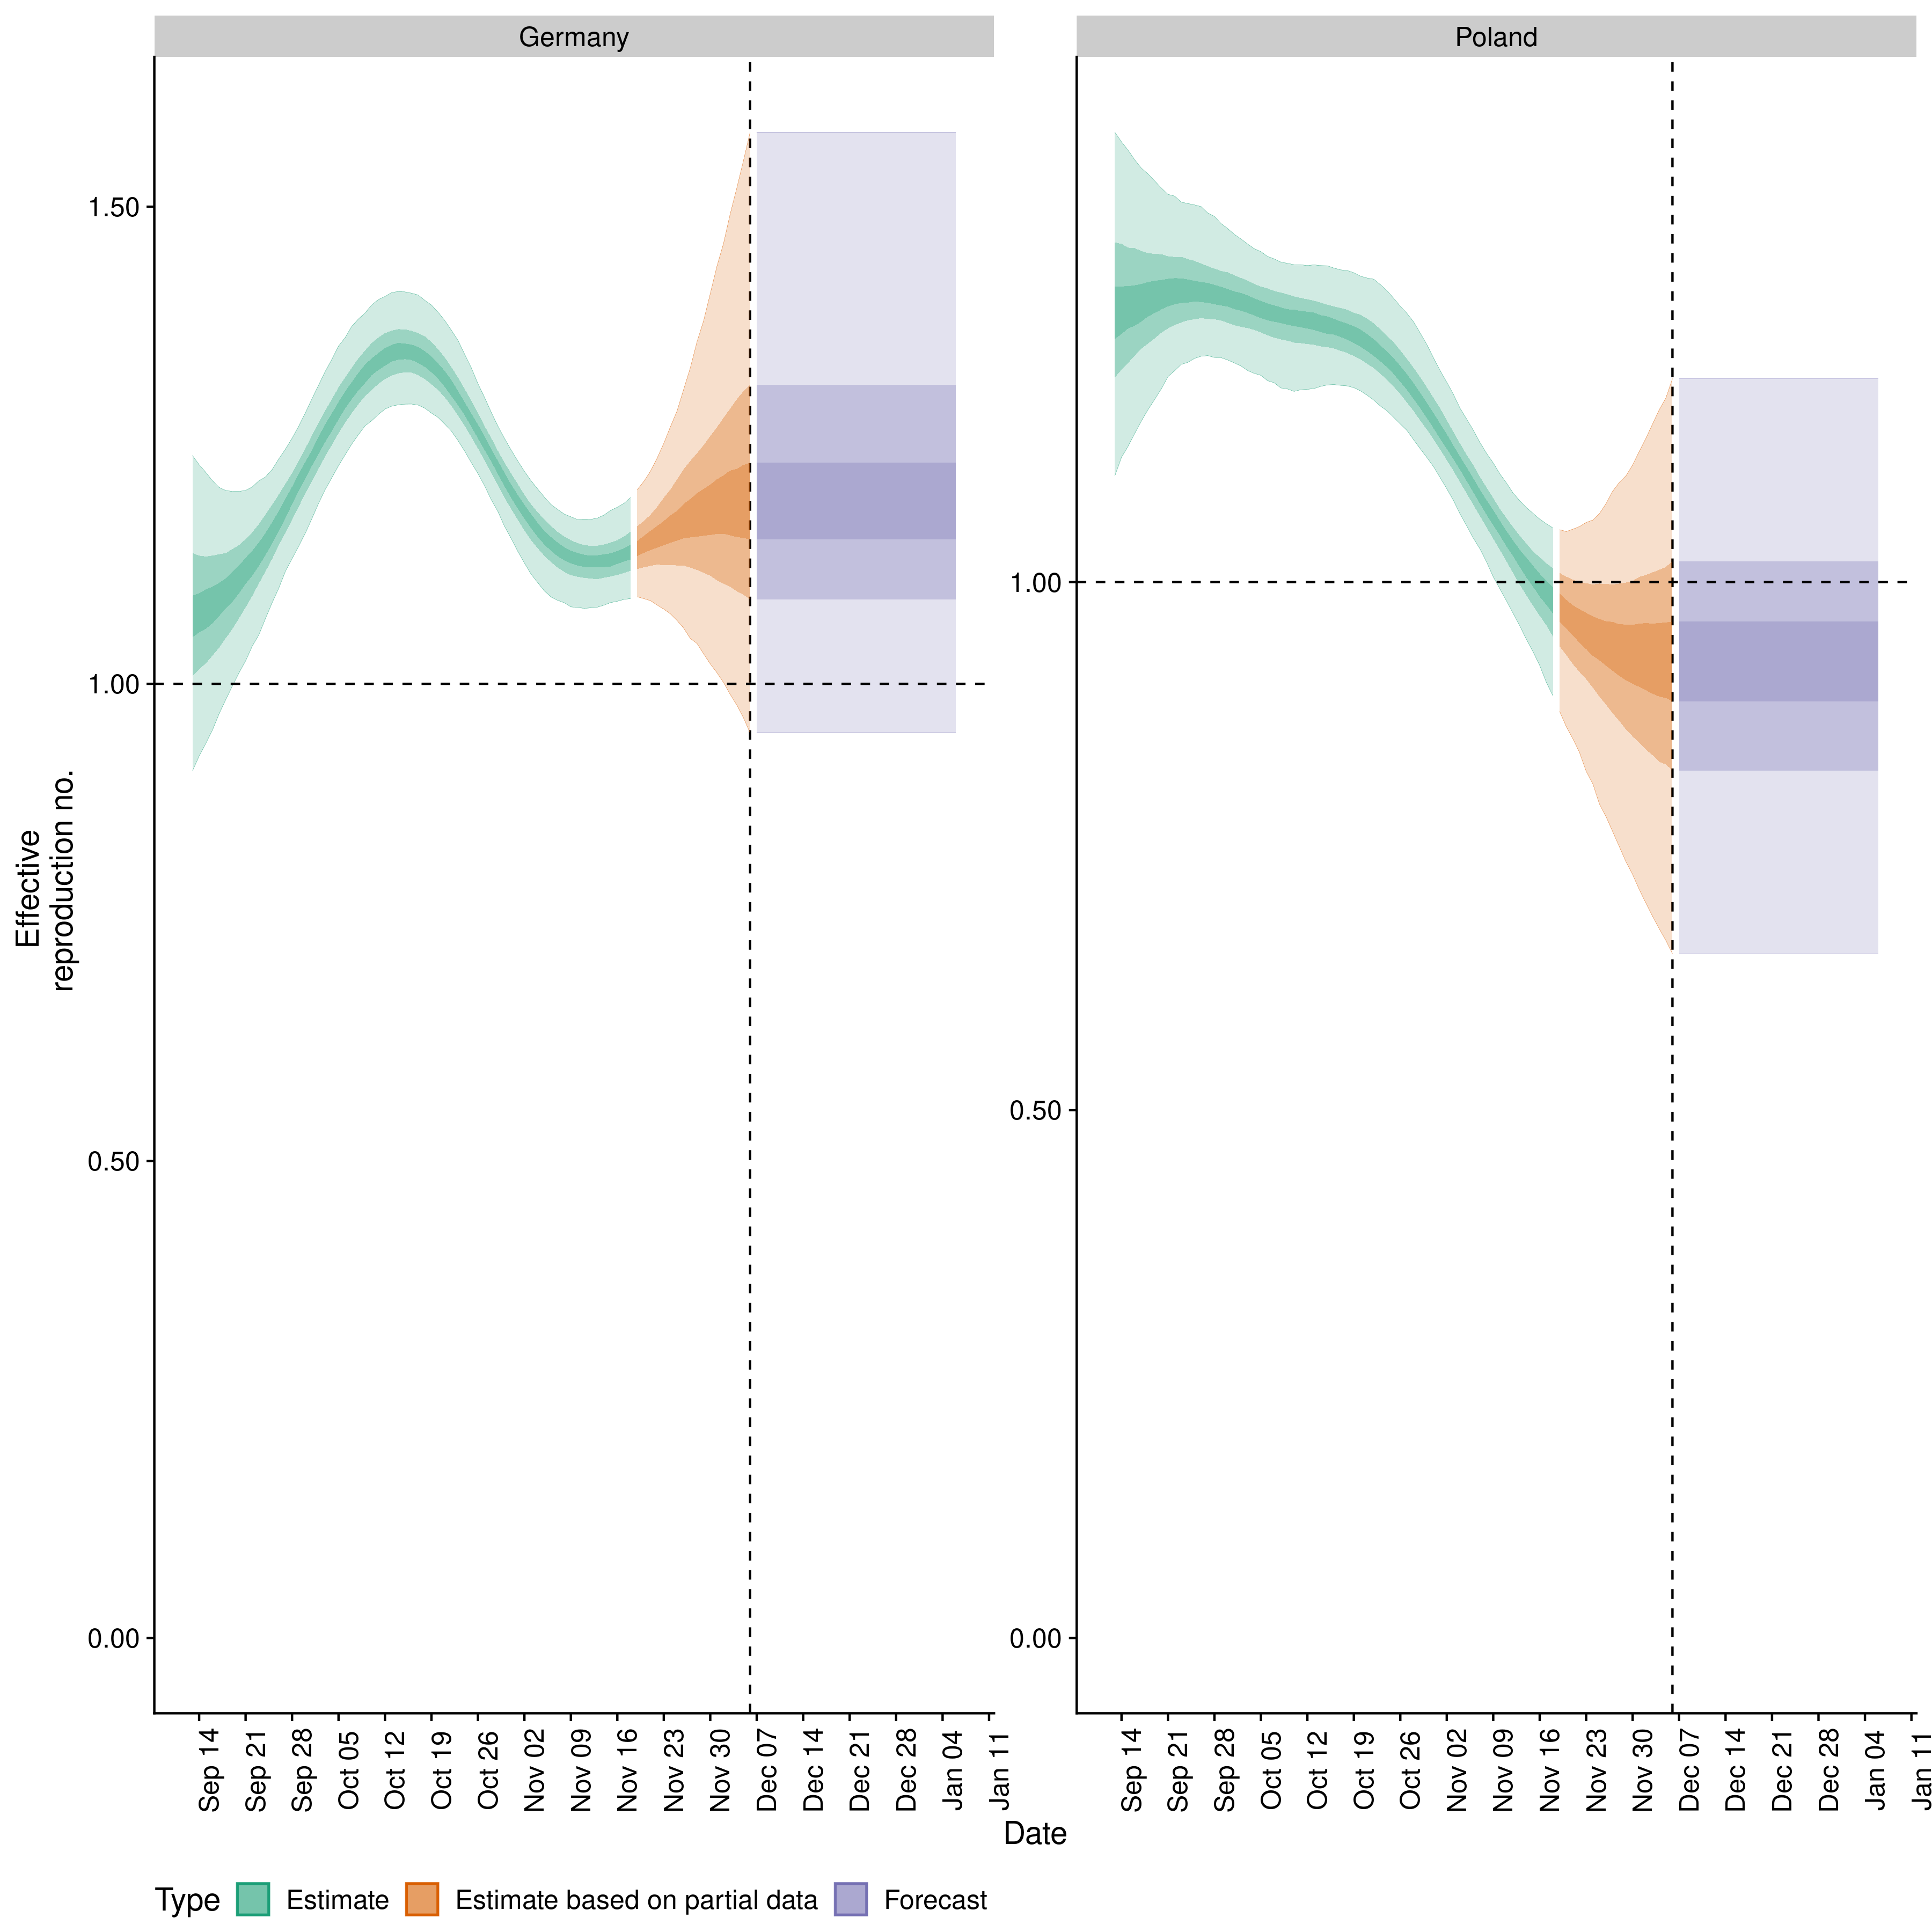 Germany
Poland
Effective
reproduction no.
1.50
1.00
0.50
0.00
1.00
0.50
0.00
Sep 14
Sep 21
Sep 28
Oct 05
Oct 12
Oct 19
Oct 26
Nov 02
Nov 09
Nov 16
Nov 23
Nov 30
Dec 07
Dec 14
Dec 21
Dec 28
Jan 04
Jan 11
Sep 14
Sep 21
Sep 28
Oct 05
Oct 12
Oct 19
Oct 26
Nov 02
Nov 09
Nov 16
Nov 23
Nov 30
Dec 07
Dec 14
Dec 21
Dec 28
Jan 04
Jan 11
Date
Type Estimate Estimate based on partial data Forecast